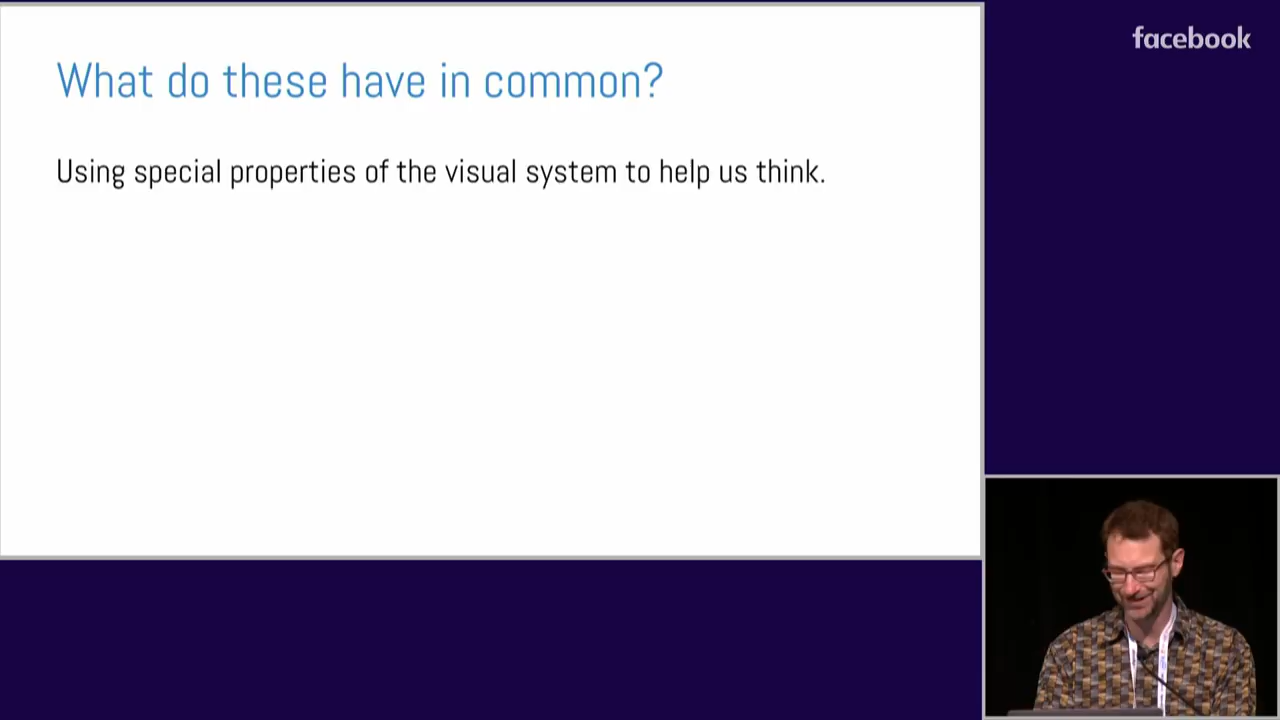 facebook
What do these have in common?
Using special properties of the visual system to help us think.